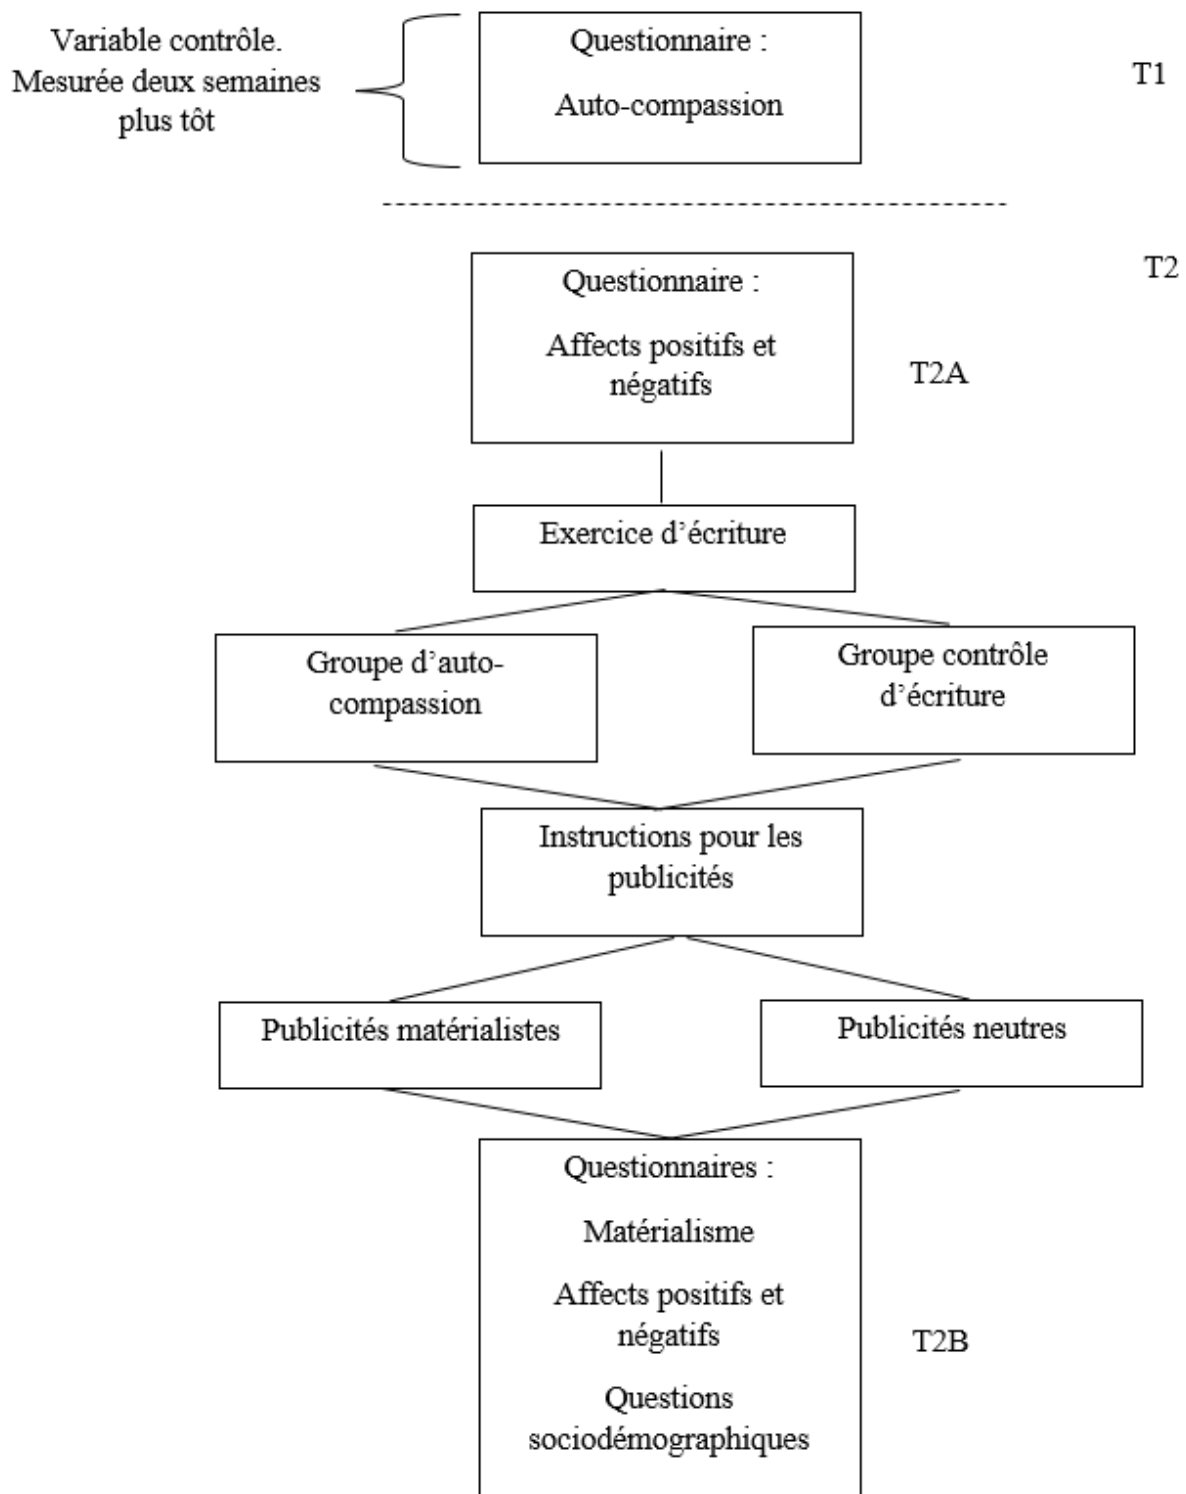 Variable contrôle.
Mesurée deux semaines
plus tôt
Questionnaire :
Auto-compassion
T1
T2
Questionnaire :
Affects positifs et
négatifs
T2A
Exercice d’écriture
Groupe d’auto-
compassion
Groupe contrôle
d’écriture
Instructions pour les
publicités
Publicités matérialistes
Publicités neutres
Questionnaires :
Matérialisme
Affects positifs et
négatifs
T2B
Questions
sociodémographiques